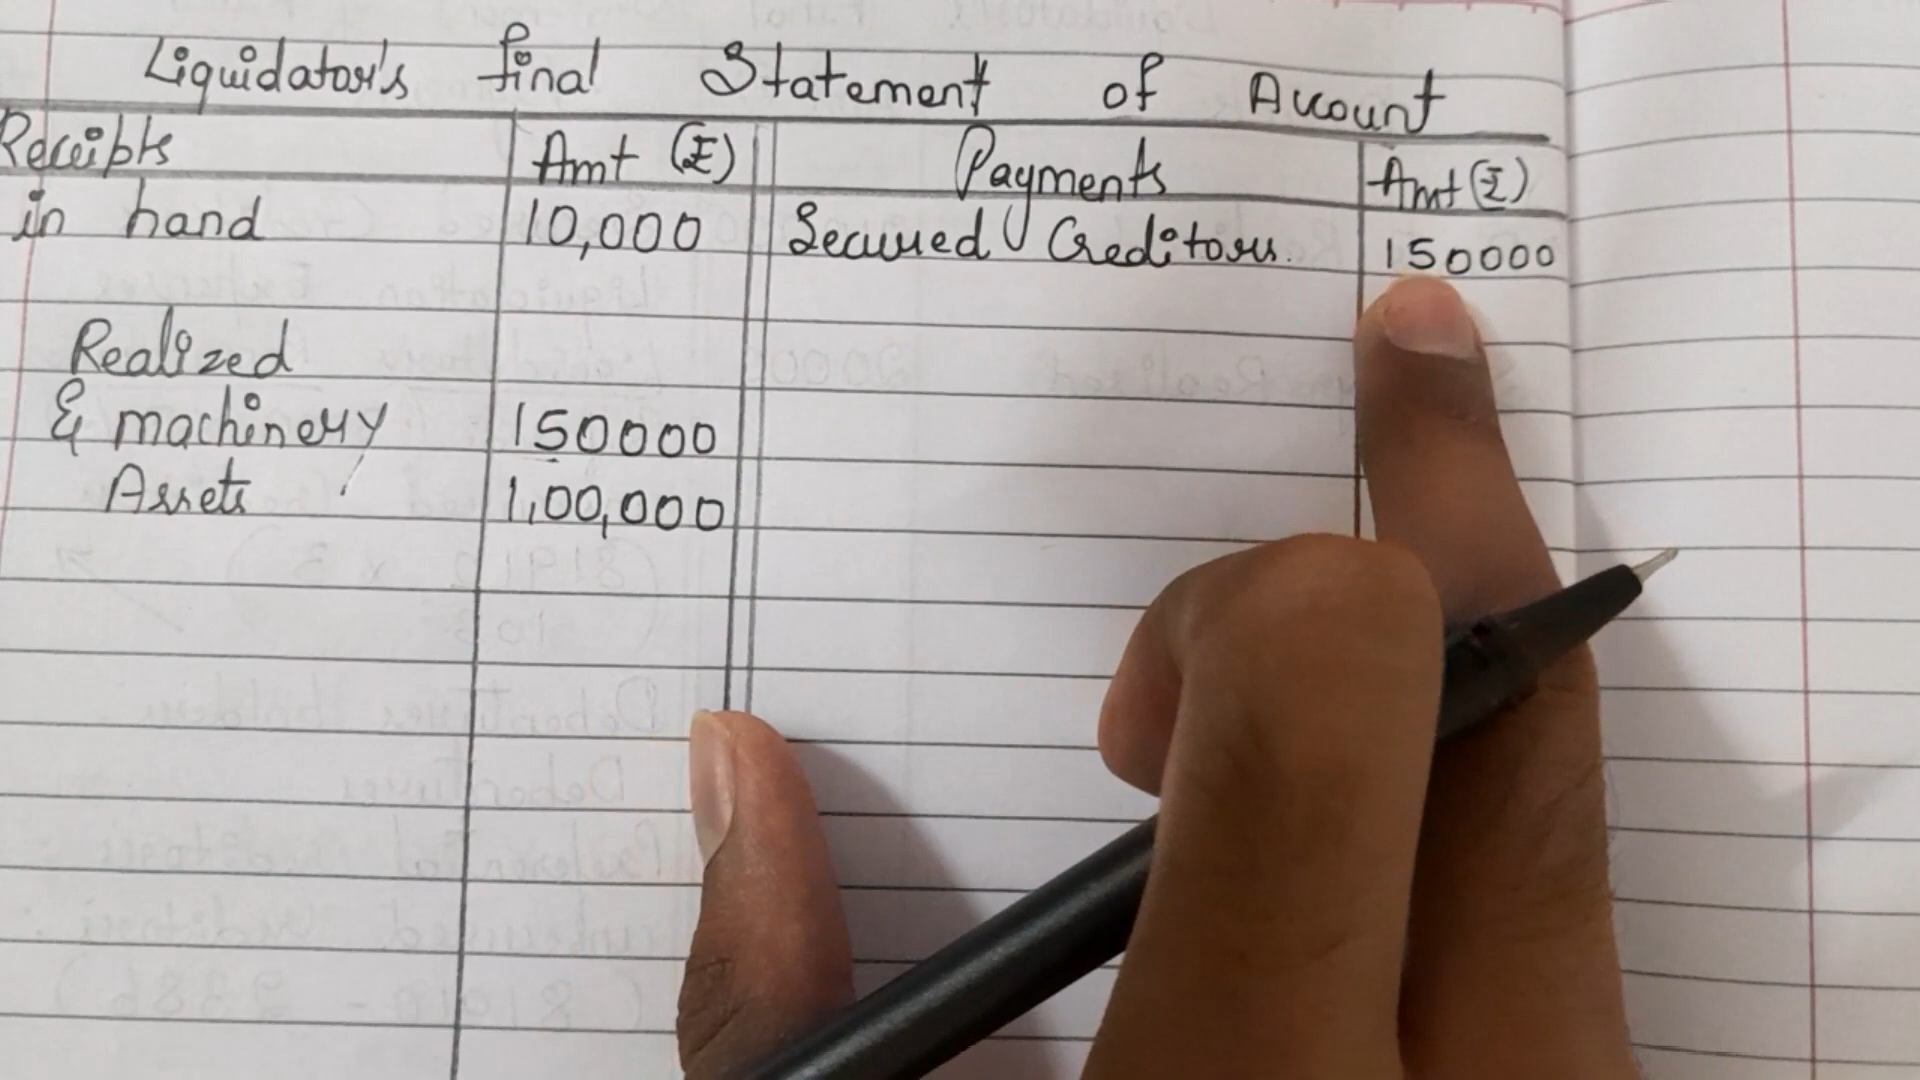 Liquidator's final Statement of Account
Receipts Amt (₹) Payments Amt (₹)
in hand 10,000 Secured Creditors. 150000
Realized
& machinery 150000
Assets 1,00,000